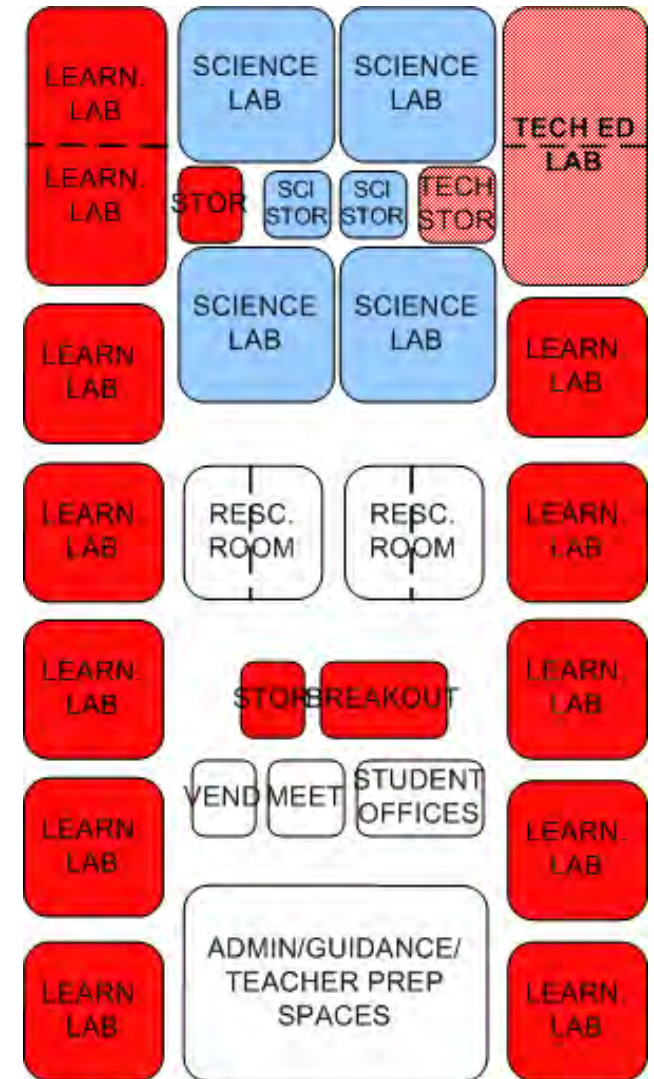 LEARN.
LAB
LEARN.
LAB
SCIENCE
LAB
SCIENCE
LAB
TECH ED
LAB
STOR
SCI
STOR
SCI
STOR
TECH
STOR
SCIENCE
LAB
SCIENCE
LAB
LEARN.
LAB
LEARN.
LAB
LEARN.
LAB
RESC.
ROOM
RESC.
ROOM
LEARN.
LAB
LEARN.
LAB
STOR
BREAKOUT
LEARN.
LAB
VEND
MEET
STUDENT
OFFICES
LEARN.
LAB
LEARN.
LAB
LEARN.
LAB
ADMIN/GUIDANCE/
TEACHER PREP
SPACES
LEARN.
LAB